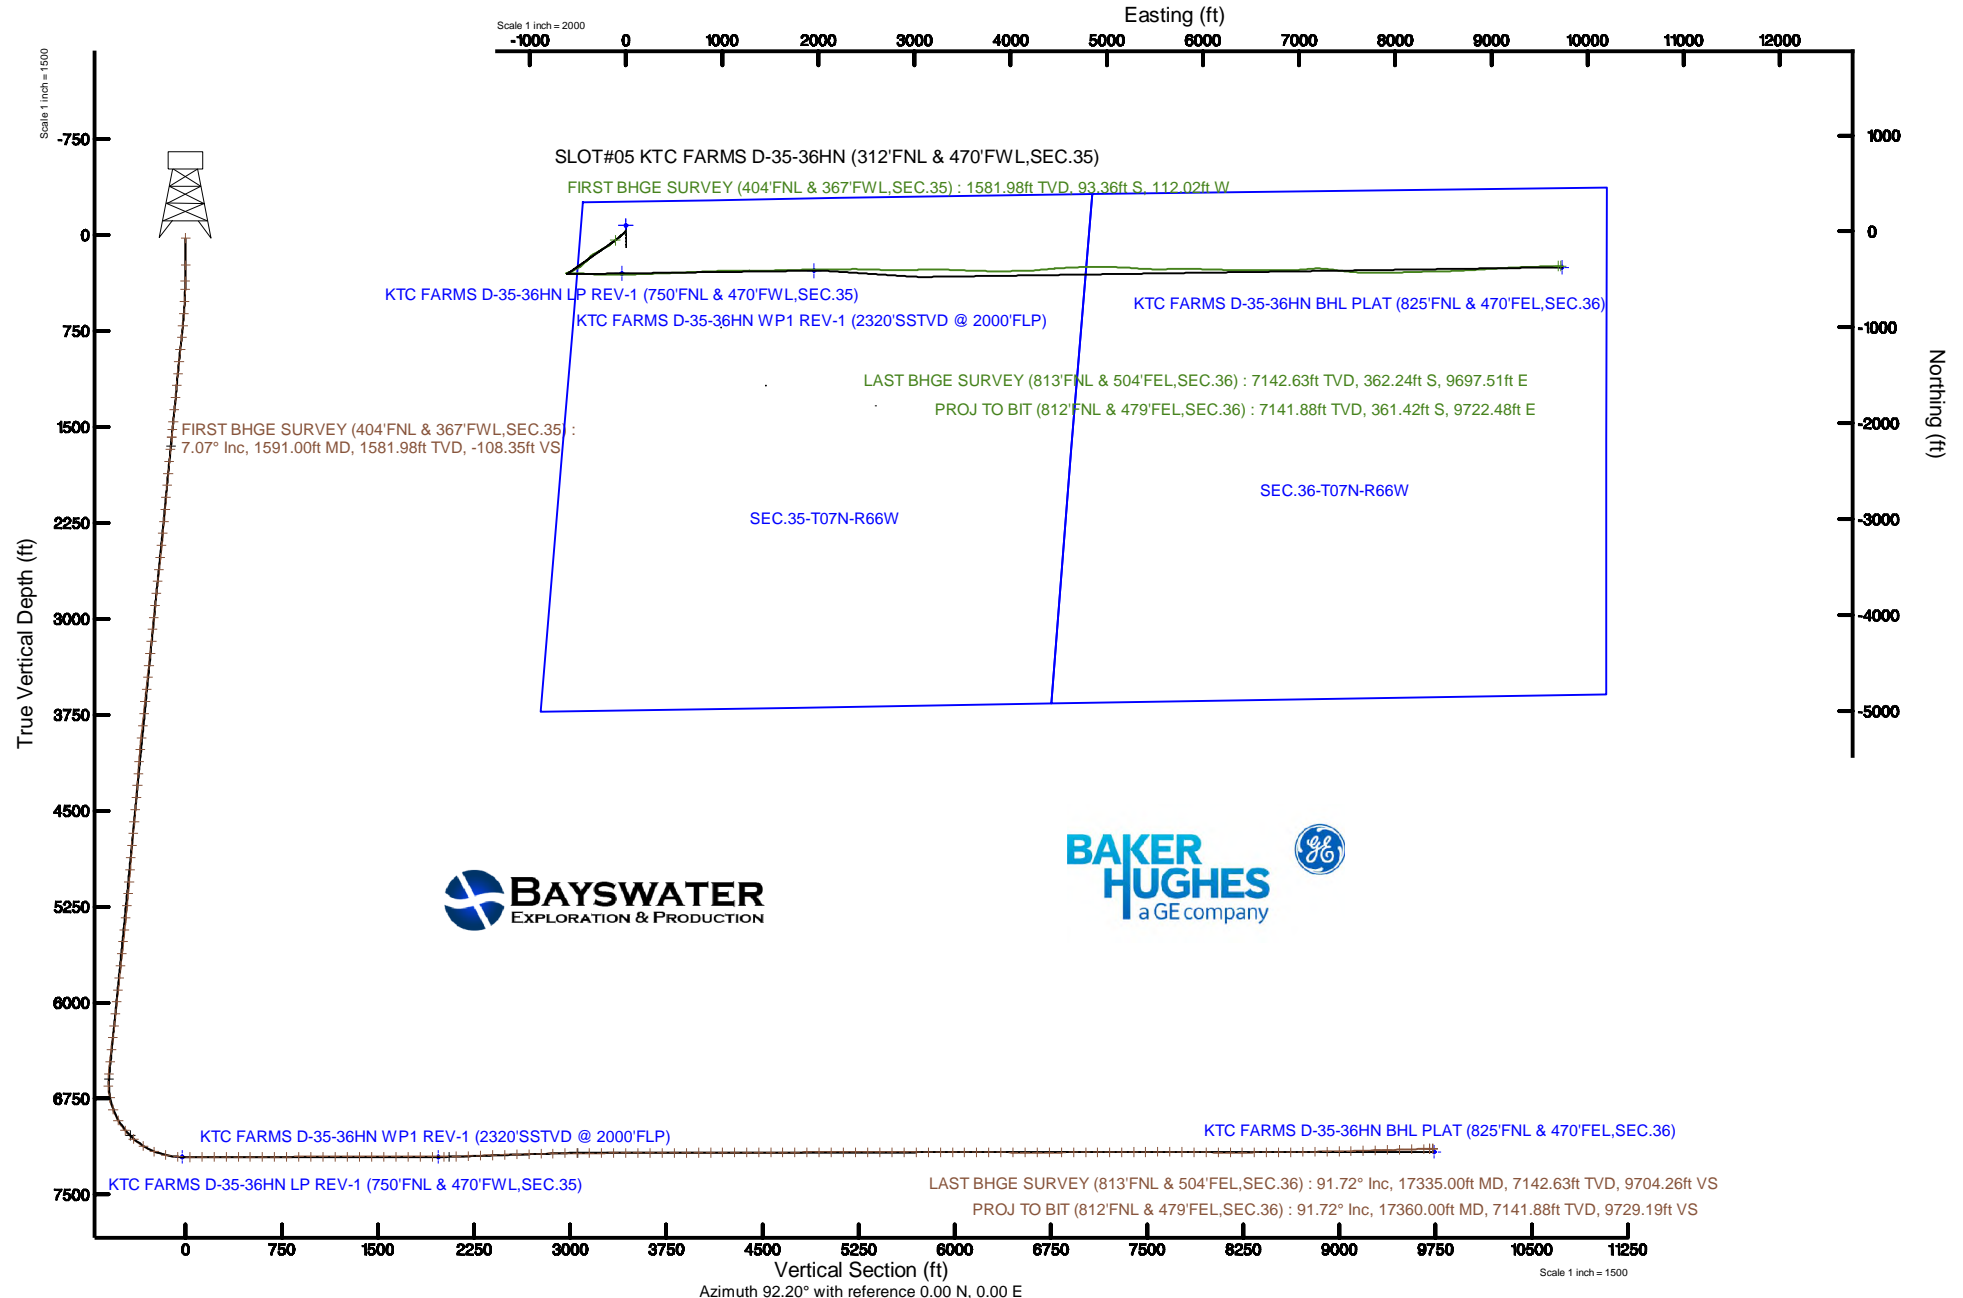 Easting (ft)
Scale 1 inch = 2000
-1000 0 1000 2000 3000 4000 5000 6000 7000 8000 9000 10000 11000 12000
Scale 1 inch = 1500
-750
0
750
1500
2250
3000
3750
4500
5250
6000
6750
7500
True Vertical Depth (ft)
1000
0
-1000
-2000
-3000
-4000
-5000
Northing (ft)
SLOT#05 KTC FARMS D-35-36HN (312'FNL & 470'FWL,SEC.35)
FIRST BHGE SURVEY (404'FNL & 367'FWL,SEC.35) : 1581.98ft TVD, 93.36ft S, 112.02ft W
KTC FARMS D-35-36HN LP REV-1 (750'FNL & 470'FWL,SEC.35)
KTC FARMS D-35-36HN BHL PLAT (825'FNL & 470'FEL,SEC.36)
KTC FARMS D-35-36HN WP1 REV-1 (2320'SSTVD @ 2000'FLP)
LAST BHGE SURVEY (813'FNL & 504'FEL,SEC.36) : 7142.63ft TVD, 362.24ft S, 9697.51ft E
PROJ TO BIT (812'FNL & 479'FEL,SEC.36) : 7141.88ft TVD, 361.42ft S, 9722.48ft E
FIRST BHGE SURVEY (404'FNL & 367'FWL,SEC.35) :
7.07° Inc, 1591.00ft MD, 1581.98ft TVD, -108.35ft VS
SEC.36-T07N-R66W
SEC.35-T07N-R66W
BAYSWATER
EXPLORATION & PRODUCTION
BAKER
HUGHES
a GE company
GE
KTC FARMS D-35-36HN WP1 REV-1 (2320'SSTVD @ 2000'FLP)
KTC FARMS D-35-36HN BHL PLAT (825'FNL & 470'FEL,SEC.36)
KTC FARMS D-35-36HN LP REV-1 (750'FNL & 470'FWL,SEC.35)
LAST BHGE SURVEY (813'FNL & 504'FEL,SEC.36) : 91.72° Inc, 17335.00ft MD, 7142.63ft TVD, 9704.26ft VS
PROJ TO BIT (812'FNL & 479'FEL,SEC.36) : 91.72° Inc, 17360.00ft MD, 7141.88ft TVD, 9729.19ft VS
0 750 1500 2250 3000 3750 4500 5250 6000 6750 7500 8250 9000 9750 10500 11250
Vertical Section (ft)
Scale 1 inch = 1500
Azimuth 92.20° with reference 0.00 N, 0.00 E